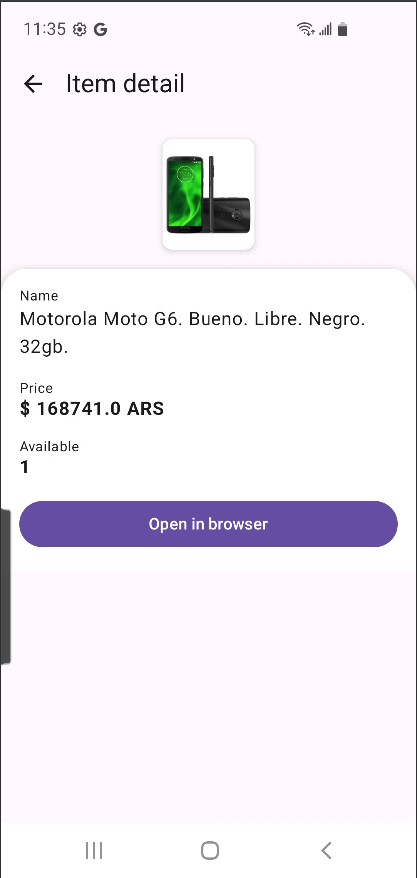 11:35
Item detail
Name
Motorola Moto G6. Bueno. Libre. Negro.
32gb.
Price
$ 168741.0 ARS
Available
1
Open in browser